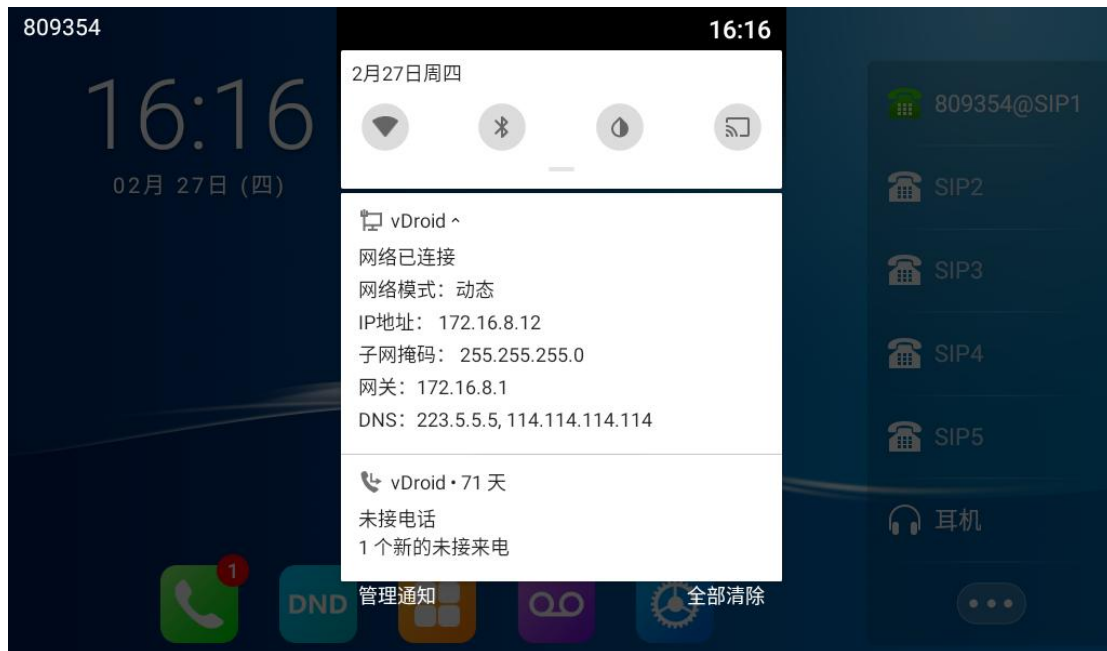 809354
16:16
16:16
02月 27日 (四)
2月27日周四
vDroid
网络已连接
网络模式：动态
IP地址： 172.16.8.12
子网掩码： 255.255.255.0
网关：172.16.8.1
DNS：223.5.5.5, 114.114.114.114
vDroid • 71 天
未接电话
1 个新的未接来电
管理通知
全部清除
809354@SIP1
SIP2
SIP3
SIP4
SIP5
耳机
1
DND